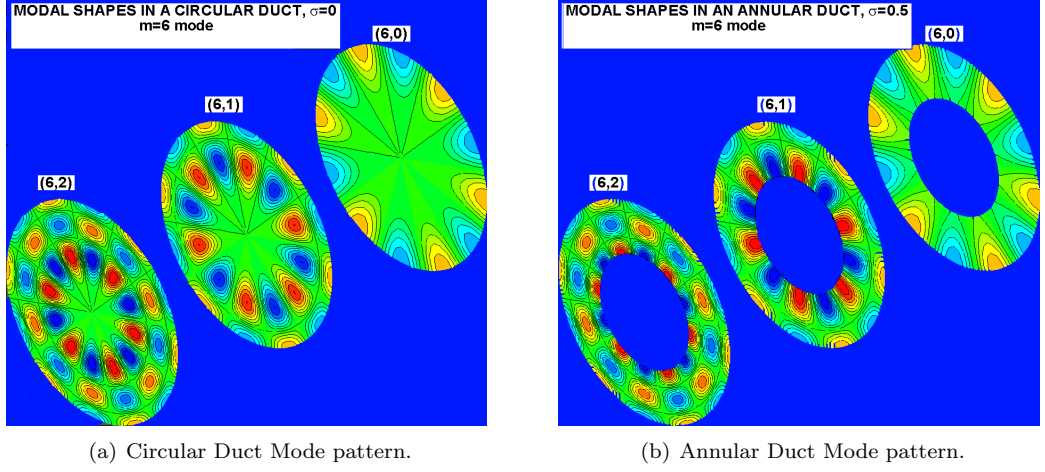 MODAL SHAPES IN A CIRCULAR DUCT, σ=0
m=6 mode
(6,0)
(6,1)
(6,2)
(a) Circular Duct Mode pattern.
MODAL SHAPES IN AN ANNULAR DUCT, σ=0.5
m=6 mode
(6,0)
(6,1)
(6,2)
(b) Annular Duct Mode pattern.